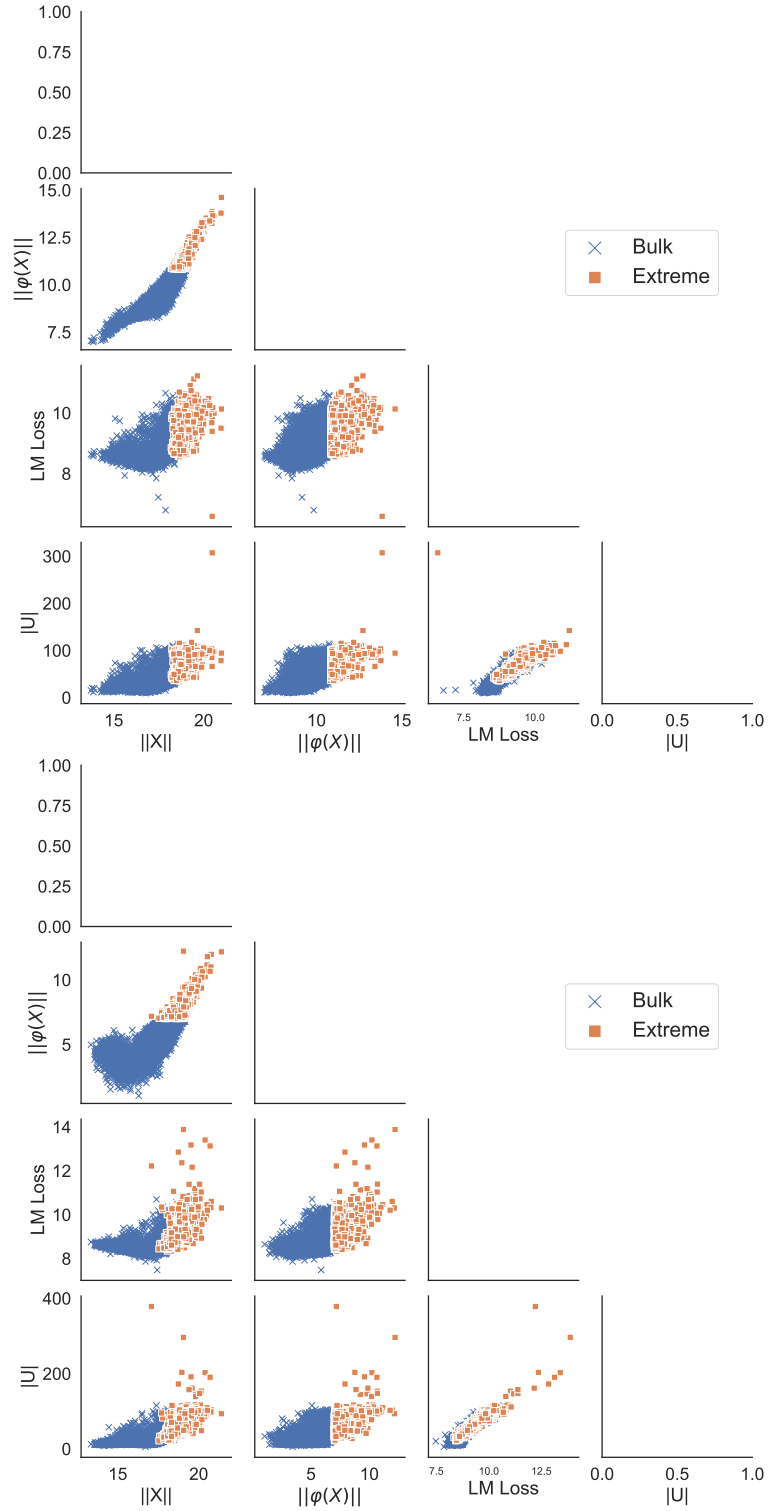 1.00
0.75
0.50
0.25
0.00
15.0
12.5
10.0
7.5
||φ(X)||
Bulk
Extreme
10
8
LM Loss
300
200
100
0
|U|
15 20
||X||
10 15
||φ(X)||
7.5 10.0
LM Loss
0.0 0.5 1.0
|U|
1.00
0.75
0.50
0.25
0.00
10
5
||φ(X)||
Bulk
Extreme
14
12
10
8
LM Loss
400
200
0
|U|
15 20
||X||
5 10
||φ(X)||
7.5 10.0 12.5
LM Loss
0.0 0.5 1.0
|U|